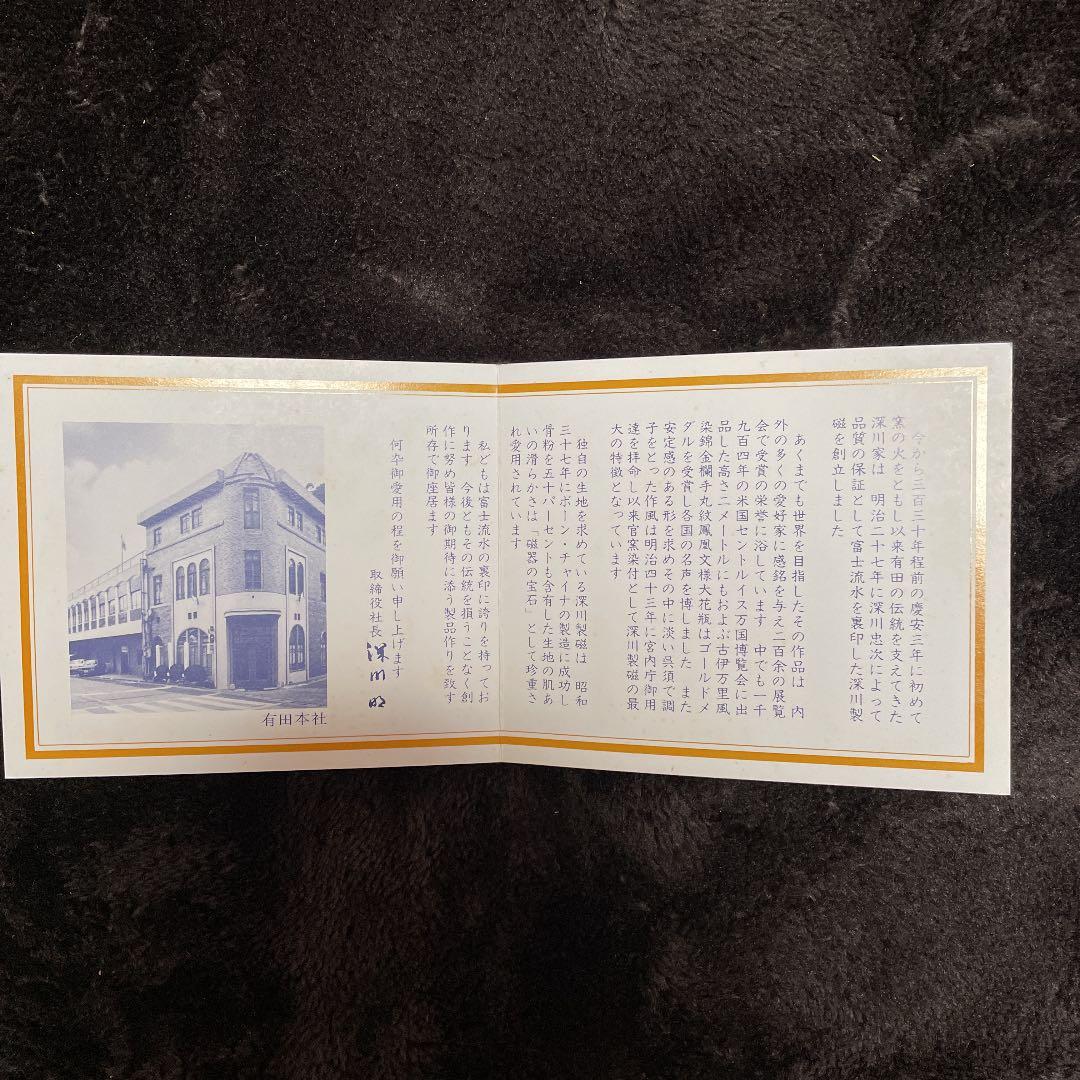 今から三百三十年程前の慶安三年に初めて
窯の火をともし以来有田の伝統を支えてきた
深川家は 明治二十七年に深川忠次によって
品質の保証として富士流水を裏印した深川製
磁を創立しました
あくまでも世界を目指したその作品は 内
外の多くの愛好家に感銘を与え二百余の展覧
会で受賞の栄誉に浴しています 中でも一千
九百四年の米国セントルイス万国博覧会に出
品した高さ二メートルにもおよぶ古伊万里風
染錦金襴手丸紋鳳凰文様大花瓶はゴールドメ
ダルを受賞し各国の名声を博しました また
安定感のある形を求めその中に淡い呉須で調
子をとった作風は明治四十三年に宮内庁御用
達を拝命し以来官窯染付として深川製磁の最
大の特徴となっています
独自の生地を求めている深川製磁は 昭和
三十七年にボーン・チャイナの製造に成功し
骨粉を五十パーセントも含有した生地の肌あ
いの滑らかさは「磁器の宝石」として珍重さ
れ愛用されています
私どもは富士流水の裏印に誇りを持ってお
ります 今後ともその伝統を損うことなく創
作に努め皆様の御期待に添う製品作りを致す
所存で御座居ます
何卒御愛用の程を御願い申し上げます
取締役社長 深川明
有田本社